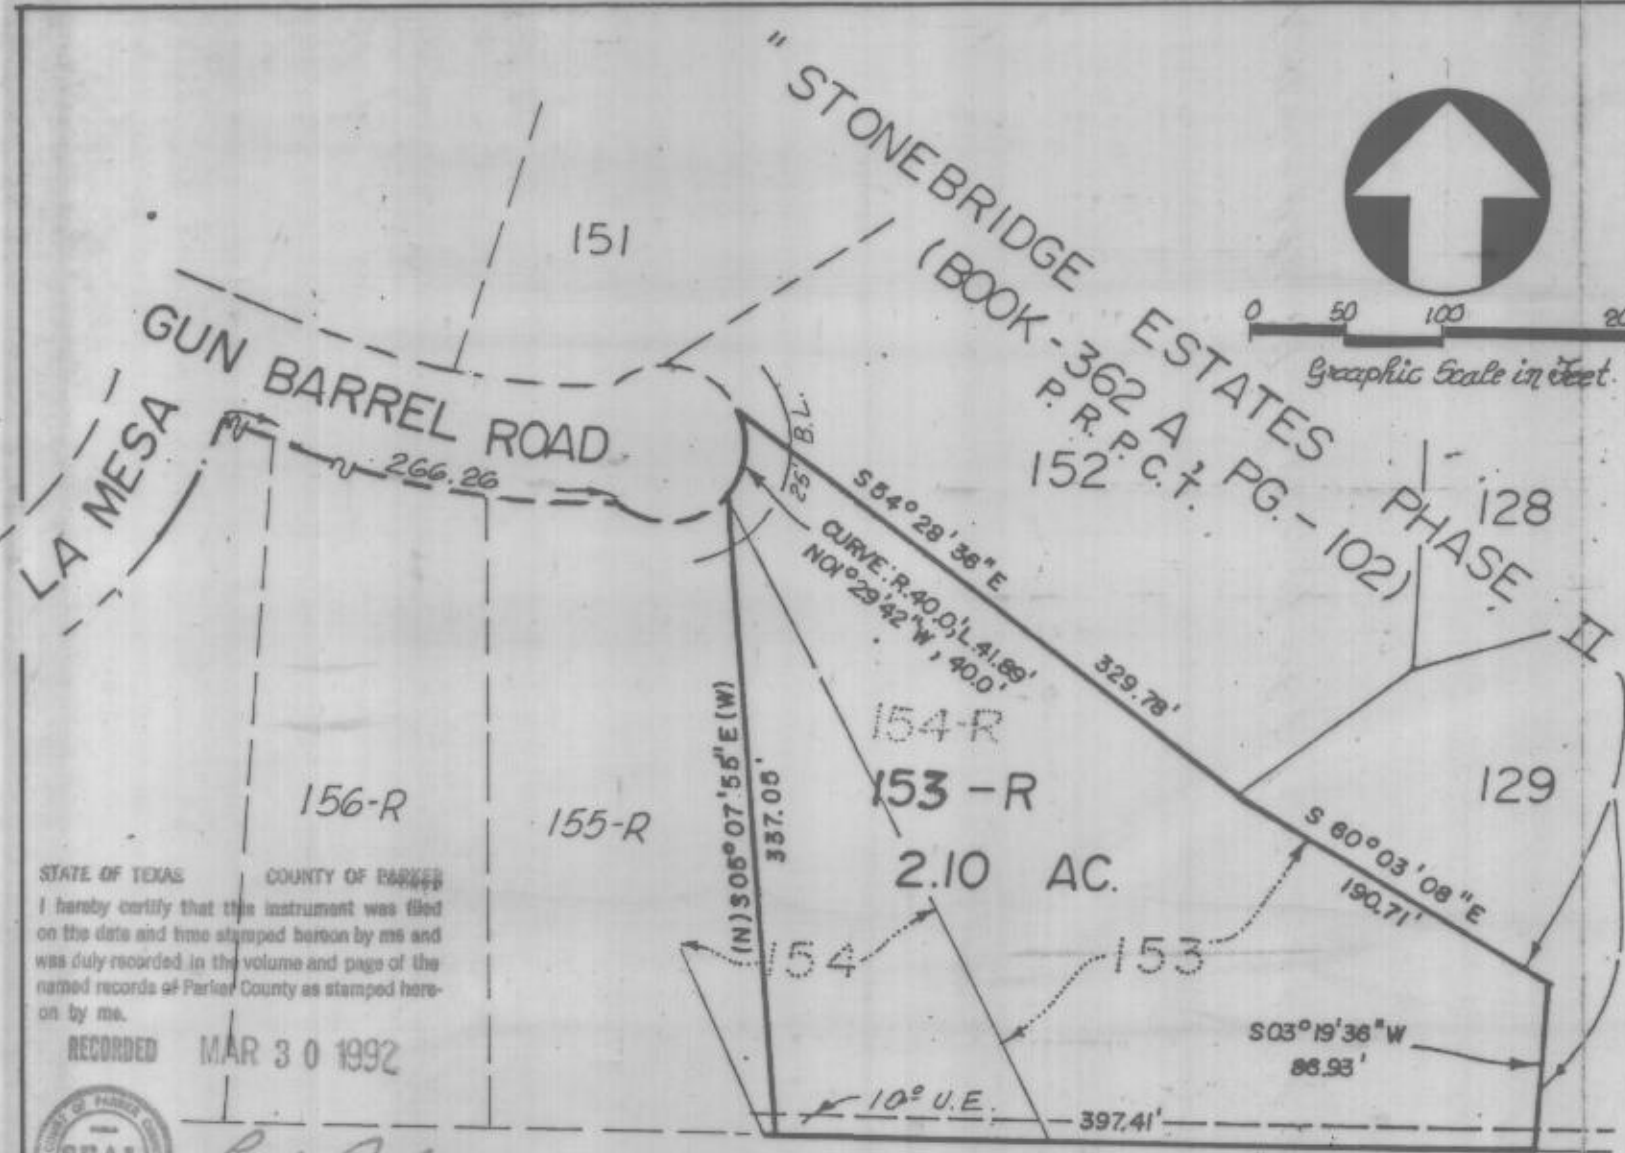 "STONEBRIDGE ESTATES PHASE II
(BOOK - 362 A, PG. - 102)
P. R. P. C. T.
0 50 100
Graphic Scale in Feet.
151
GUN BARREL ROAD
LA MESA
266.26
25' B.L.
152
128
S 54° 28' 36" E
329.78'
CURVE: R.40.0', L.41.89'
N01° 29' 42" W, 40.0'
154-R
153-R
2.10 AC.
(N) S 05° 07' 55" E (W)
337.05'
156-R
155-R
129
S 60° 03' 08" E
190.71'
154
153
S 03° 19' 36" W
86.93'
10' U.E.
397.41'
STATE OF TEXAS COUNTY OF PARKER
I hereby certify that this instrument was filed
on the date and time stamped hereon by me and
was duly recorded in the volume and page of the
named records of Parker County as stamped here-
on by me.
RECORDED MAR 30 1992